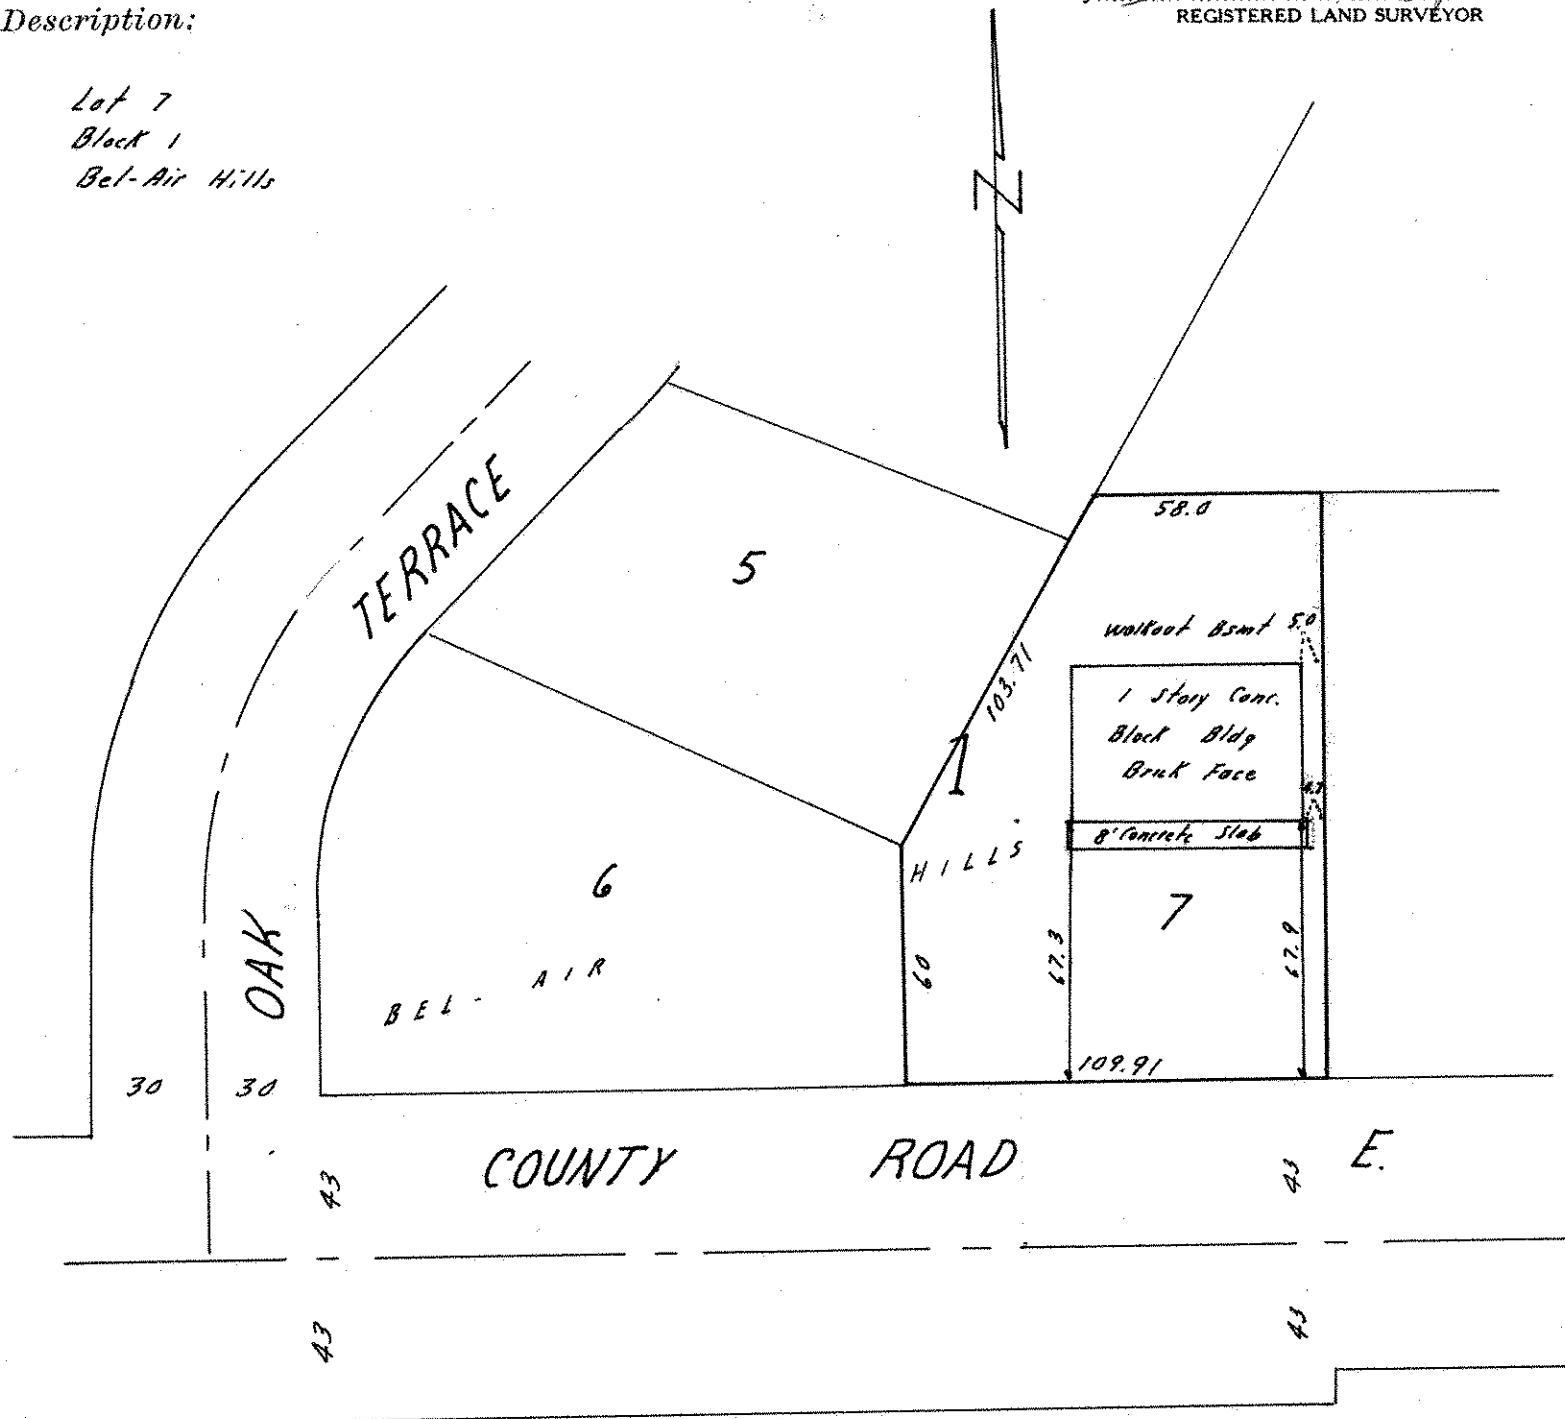 Description:
REGISTERED LAND SURVEYOR
Lot 7
Block 1
Bel-Air Hills
N
58.0
TERRACE
5
Walkout Bsmt 5.0
103.71
1 Story Conc.
Block Bldg
Brick Face
1
8' Concrete Slab
HILLS
6
7
OAK
60
67.3
67.9
BEL- AIR
109.91
30
30
COUNTY ROAD E.
43
43
43
43